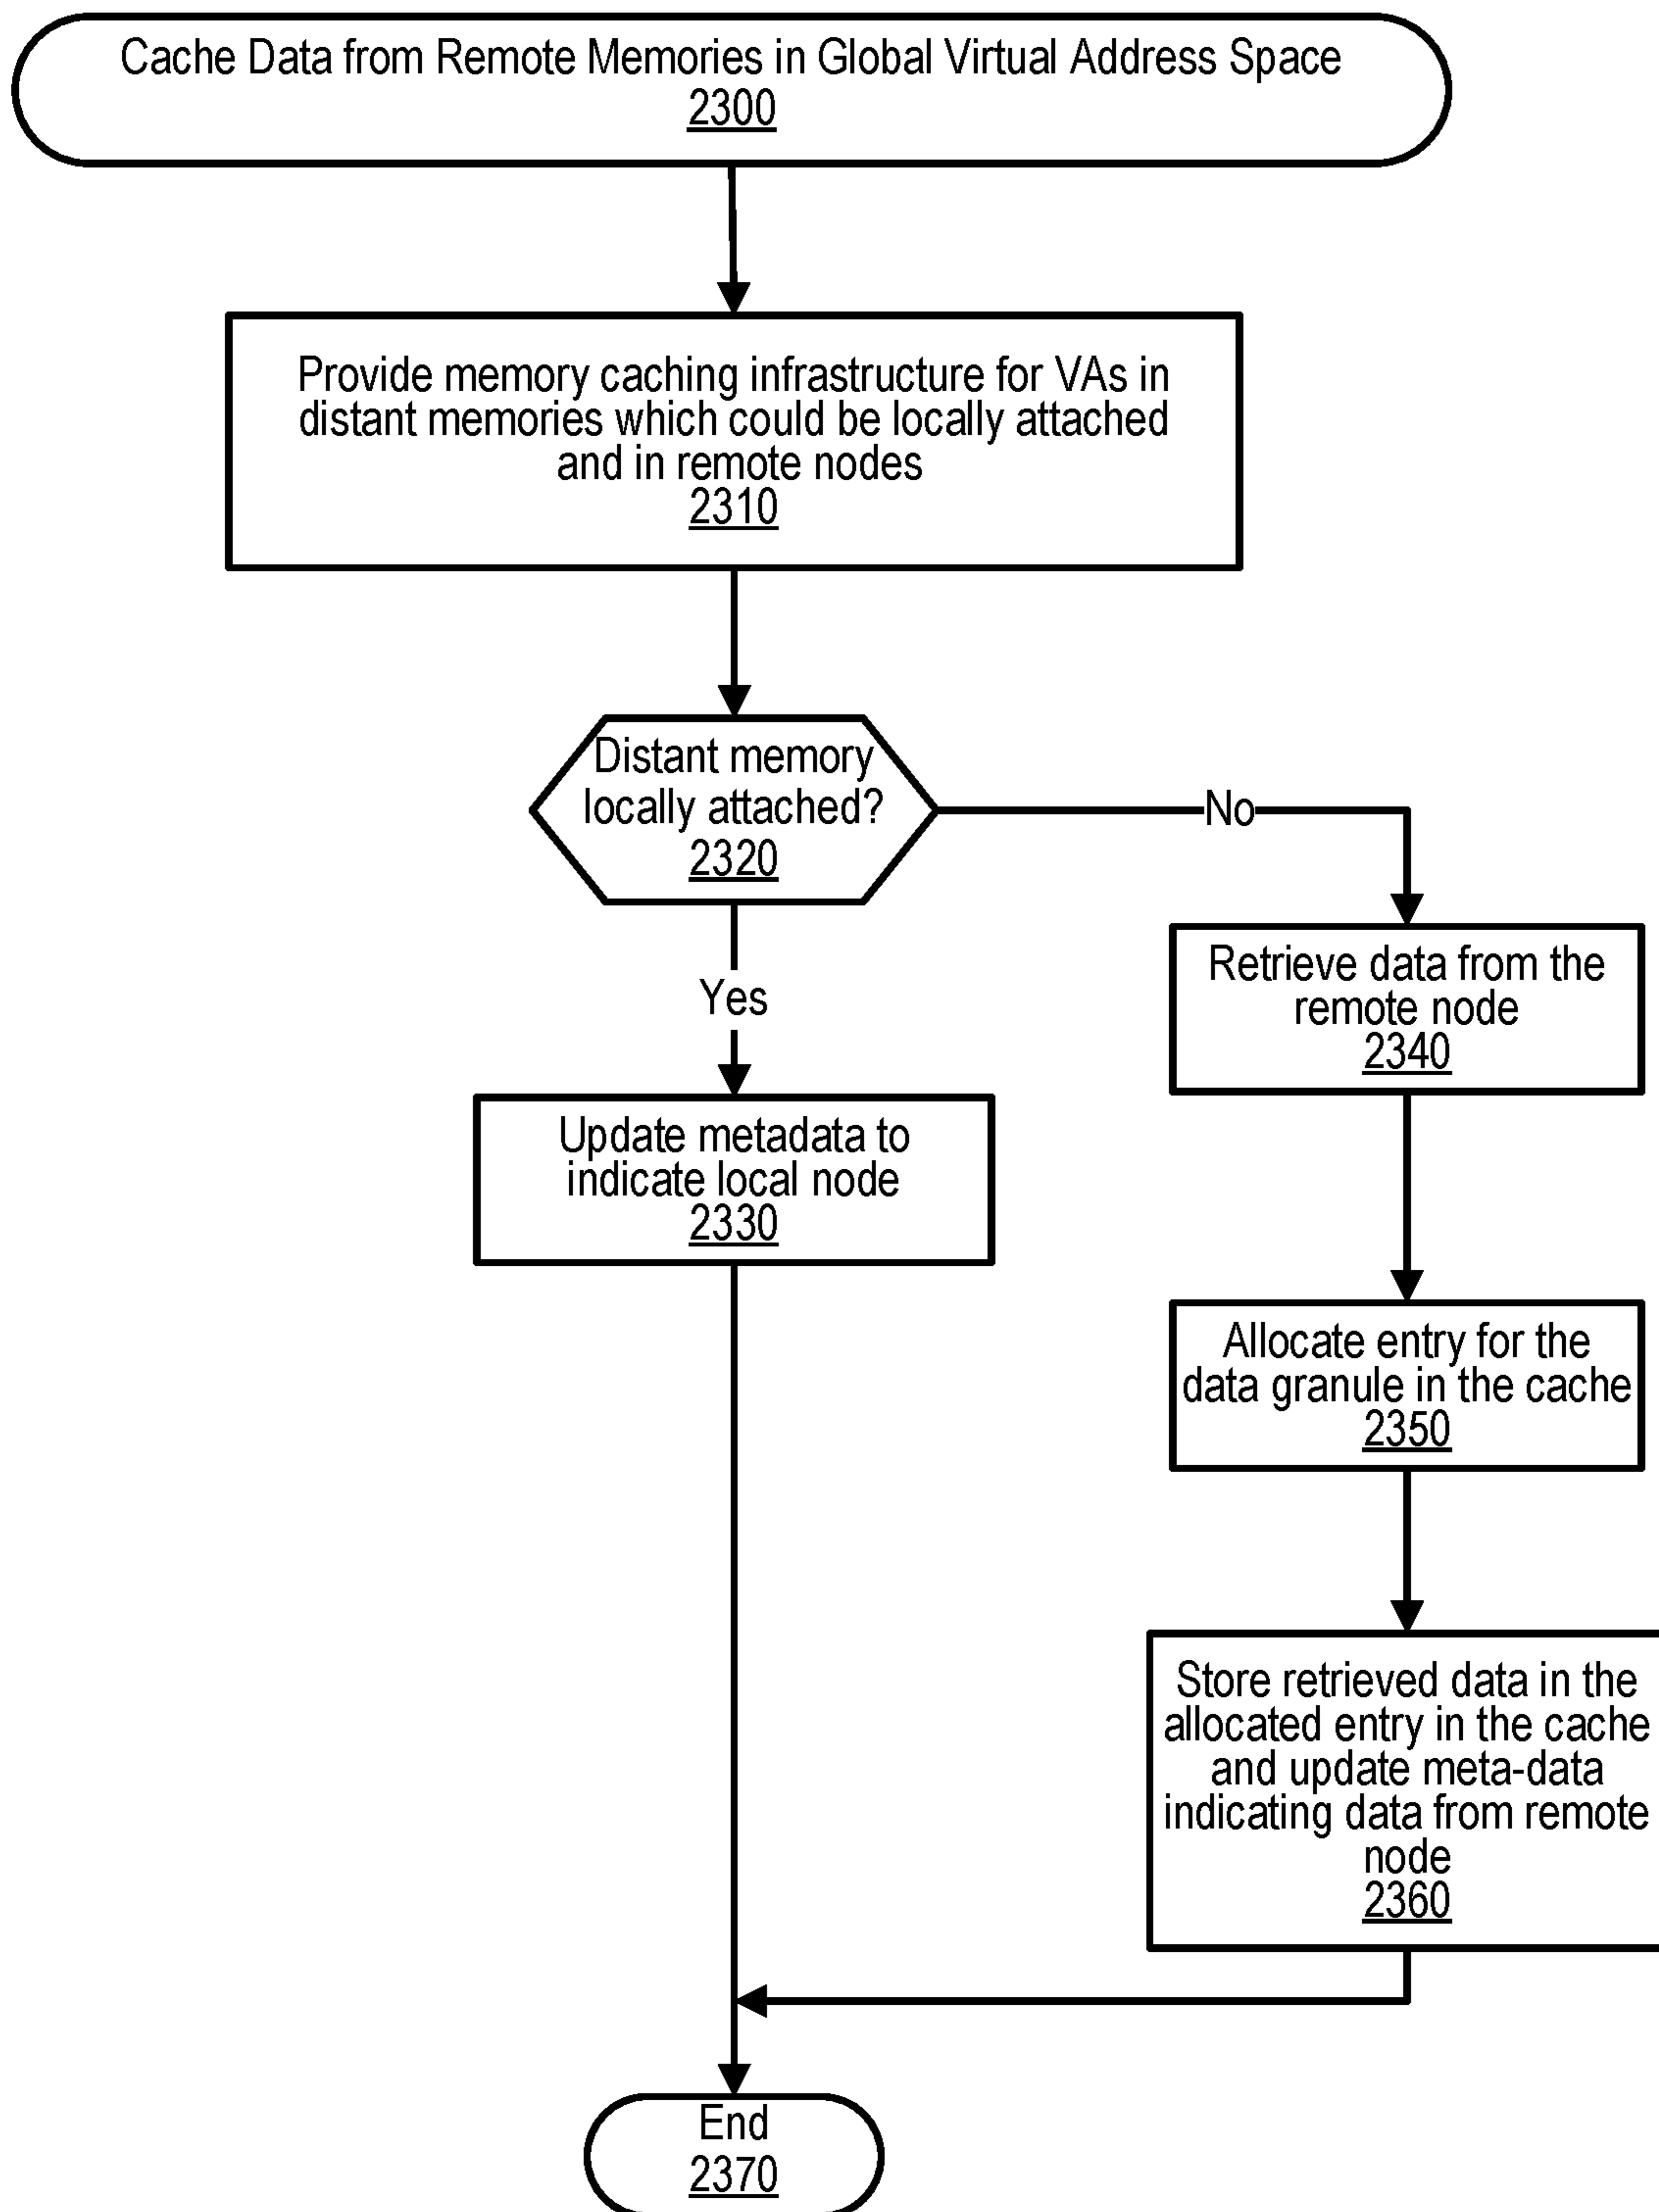 Cache Data from Remote Memories in Global Virtual Address Space
2300
Provide memory caching infrastructure for VAs in
distant memories which could be locally attached
and in remote nodes
2310
Distant memory
locally attached?
2320
No
Yes
Retrieve data from the
remote node
2340
Update metadata to
indicate local node
2330
Allocate entry for the
data granule in the cache
2350
Store retrieved data in the
allocated entry in the cache
and update meta-data
indicating data from remote
node
2360
End
2370